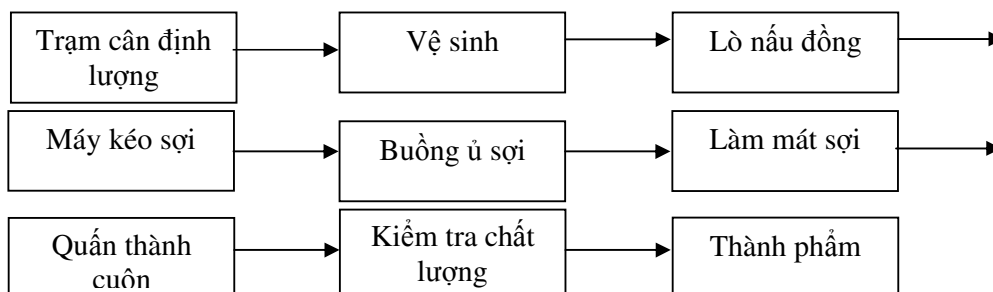 Trạm cân định
lượng
Vệ sinh
Lò nấu đồng
Máy kéo sợi
Buồng ủ sợi
Làm mát sợi
Quấn thành
cuộn
Kiểm tra chất
lượng
Thành phẩm